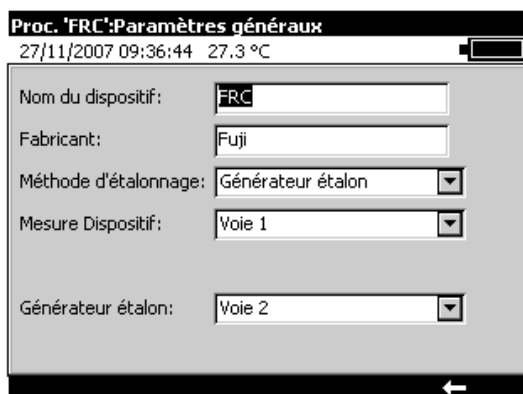 Proc. 'FRC':Paramètres généraux
27/11/2007 09:36:44 27.3 °C
Nom du dispositif: FRC
Fabricant: Fuji
Méthode d'étalonnage: Générateur étalon
Mesure Dispositif: Voie 1
Générateur étalon: Voie 2